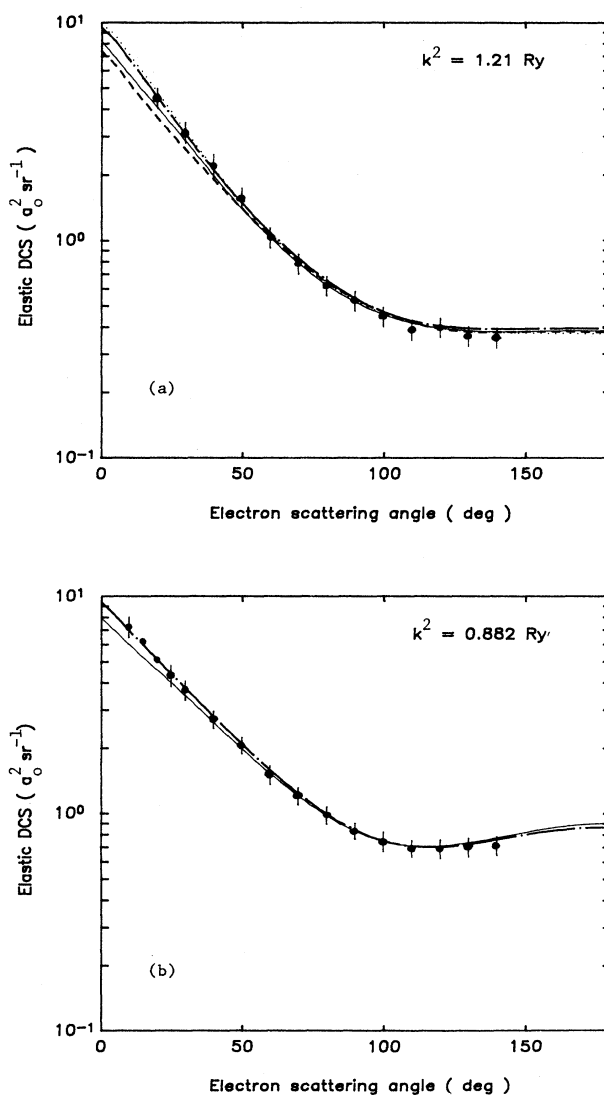 10¹
k² = 1.21 Ry
Elastic DCS ( a₀² sr⁻¹ )
10⁰
(a)
10⁻¹
0 50 100 150
Electron scattering angle ( deg )
10¹
k² = 0.882 Ry
Elastic DCS ( a₀² sr⁻¹ )
10⁰
(b)
10⁻¹
0 50 100 150
Electron scattering angle ( deg )